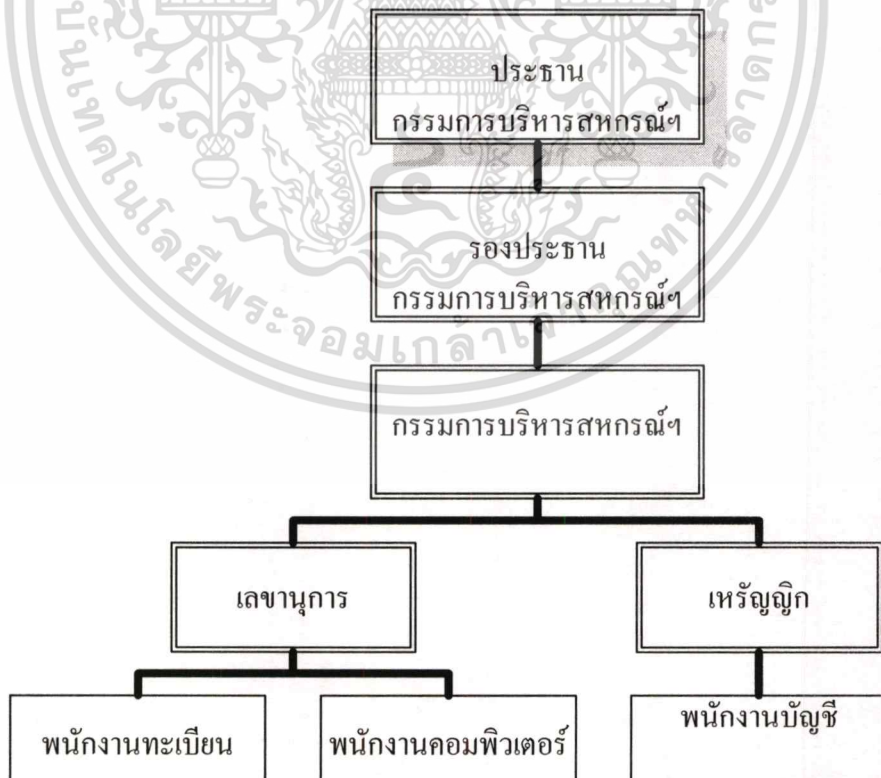 ประธาน
กรรมการบริหารสหกรณ์ฯ
รองประธาน
กรรมการบริหารสหกรณ์ฯ
กรรมการบริหารสหกรณ์ฯ
เลขานุการ
เหรัญญิก
พนักงานทะเบียน
พนักงานคอมพิวเตอร์
พนักงานบัญชี